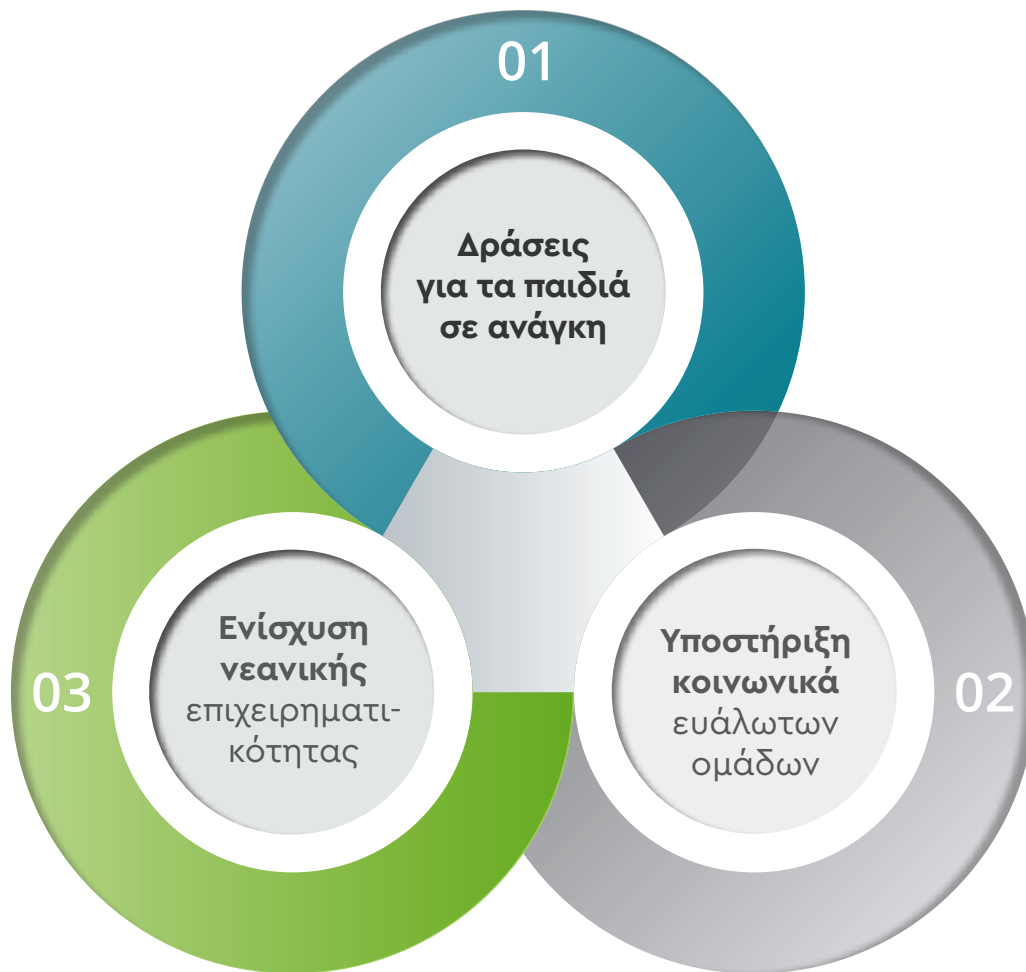 01
Δράσεις
για τα παιδιά
σε ανάγκη
03
Ενίσχυση
νεανικής
επιχειρηματι-
κότητας
Υποστήριξη
κοινωνικά
ευάλωτων
ομάδων
02